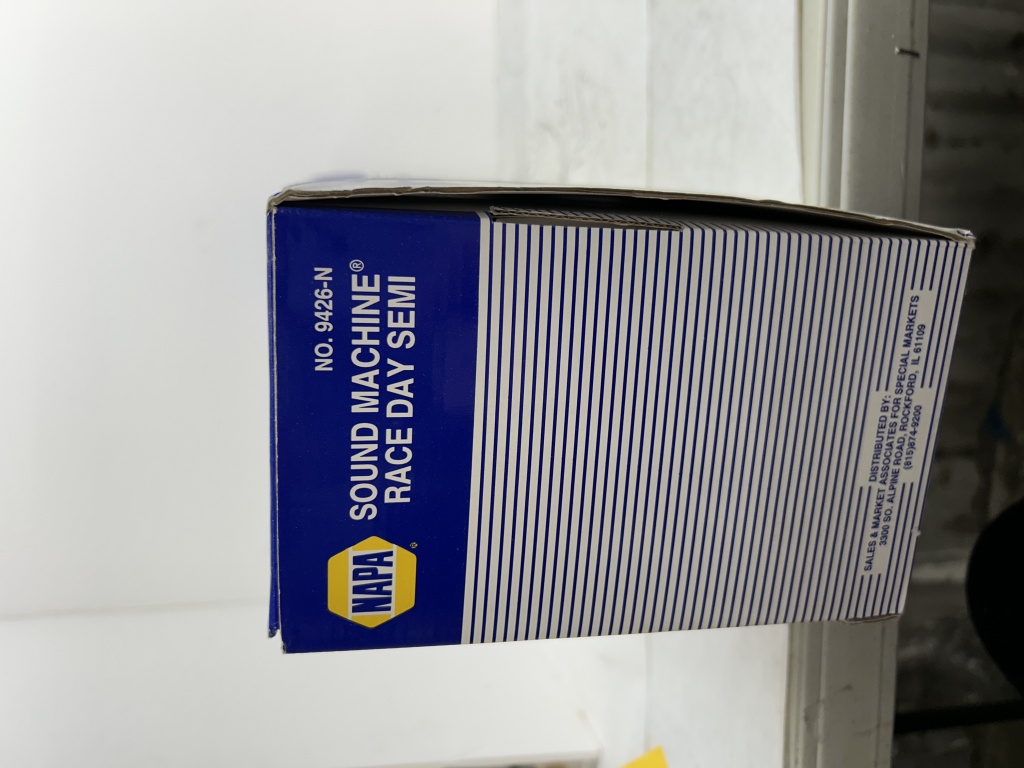 NAPA®
NO. 9426-N
SOUND MACHINE®
RACE DAY SEMI
DISTRIBUTED BY:
SALES & MARKET ASSOCIATES FOR SPECIAL MARKETS
3300 SO. ALPINE ROAD, ROCKFORD, IL 61109
(815)874-9200